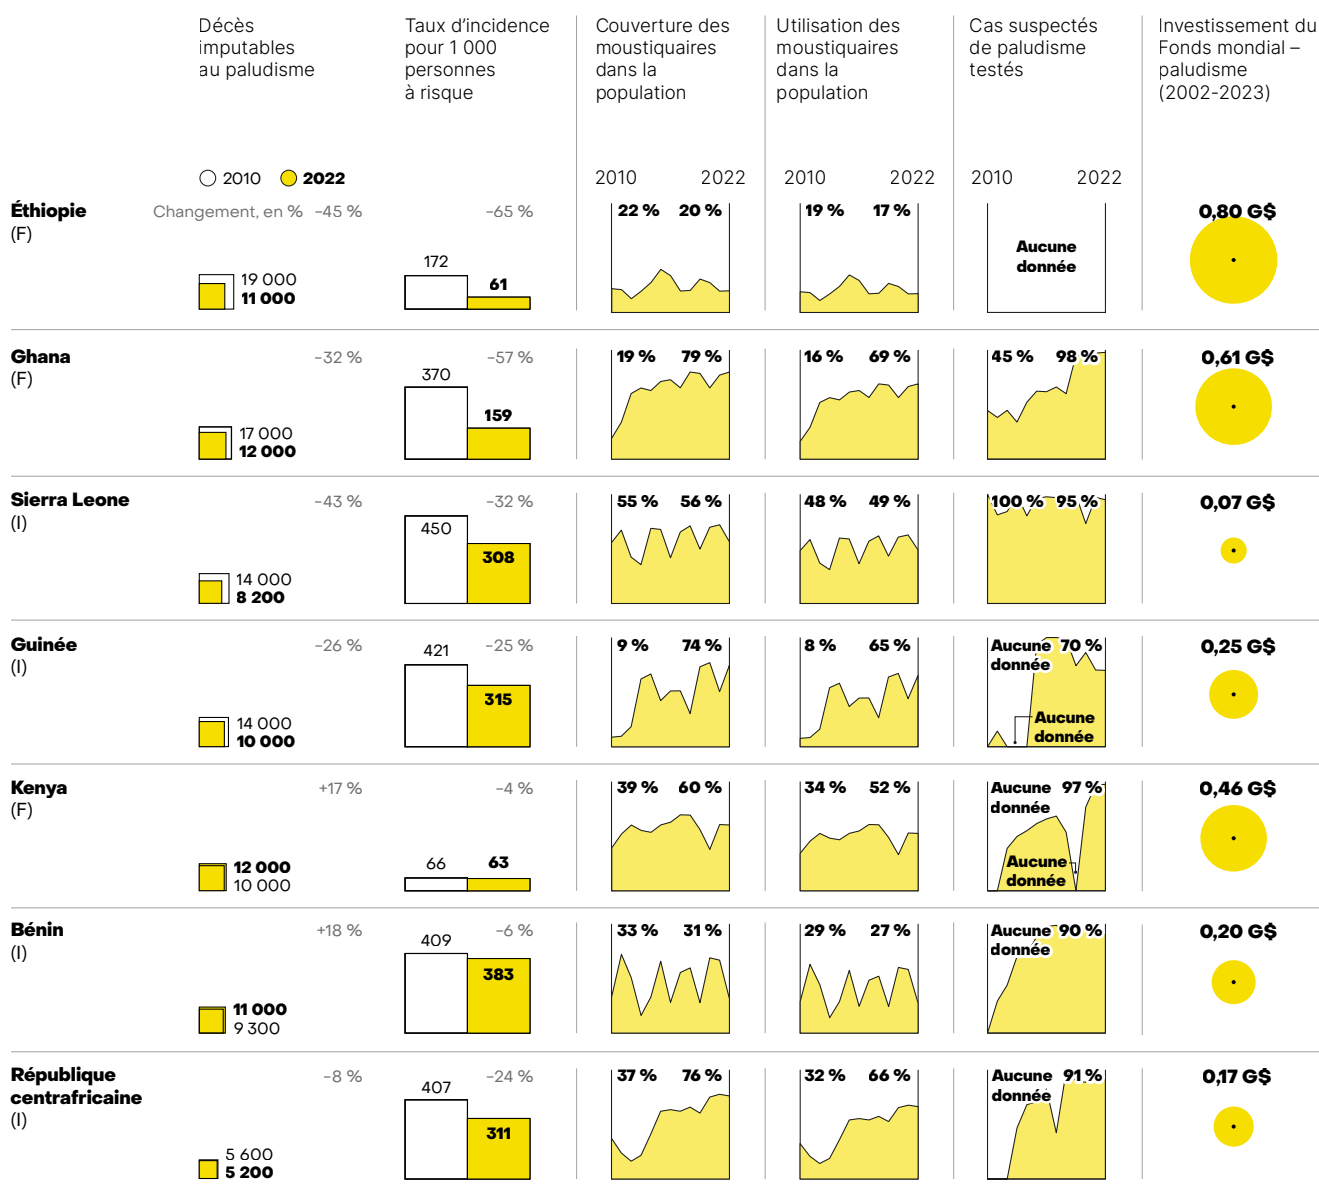 Décès
imputables
au paludisme
Taux d’incidence
pour 1 000
personnes
à risque
Couverture des
moustiquaires
dans la
population
Utilisation des
moustiquaires
dans la
population
Cas suspectés
de paludisme
testés
Investissement du
Fonds mondial –
paludisme
(2002-2023)
2010 2022
2010 2022
2010 2022
2010 2022
Éthiopie
(F)
Changement, en % -45 %
19 000
11 000
-65 %
172
61
22 % 20 %
19 % 17 %
Aucune
donnée
0,80 G$
Ghana
(F)
-32 %
17 000
12 000
-57 %
370
159
19 % 79 %
16 % 69 %
45 % 98 %
0,61 G$
Sierra Leone
(I)
-43 %
14 000
8 200
-32 %
450
308
55 % 56 %
48 % 49 %
100 % 95 %
0,07 G$
Guinée
(I)
-26 %
14 000
10 000
-25 %
421
315
9 % 74 %
8 % 65 %
Aucune 70 %
donnée
Aucune
donnée
0,25 G$
Kenya
(F)
+17 %
12 000
10 000
-4 %
66
63
39 % 60 %
34 % 52 %
Aucune 97 %
donnée
Aucune
donnée
0,46 G$
Bénin
(I)
+18 %
11 000
9 300
-6 %
409
383
33 % 31 %
29 % 27 %
Aucune 90 %
donnée
0,20 G$
République
centrafricaine
(I)
-8 %
5 600
5 200
-24 %
407
311
37 % 76 %
32 % 66 %
Aucune 91 %
donnée
0,17 G$